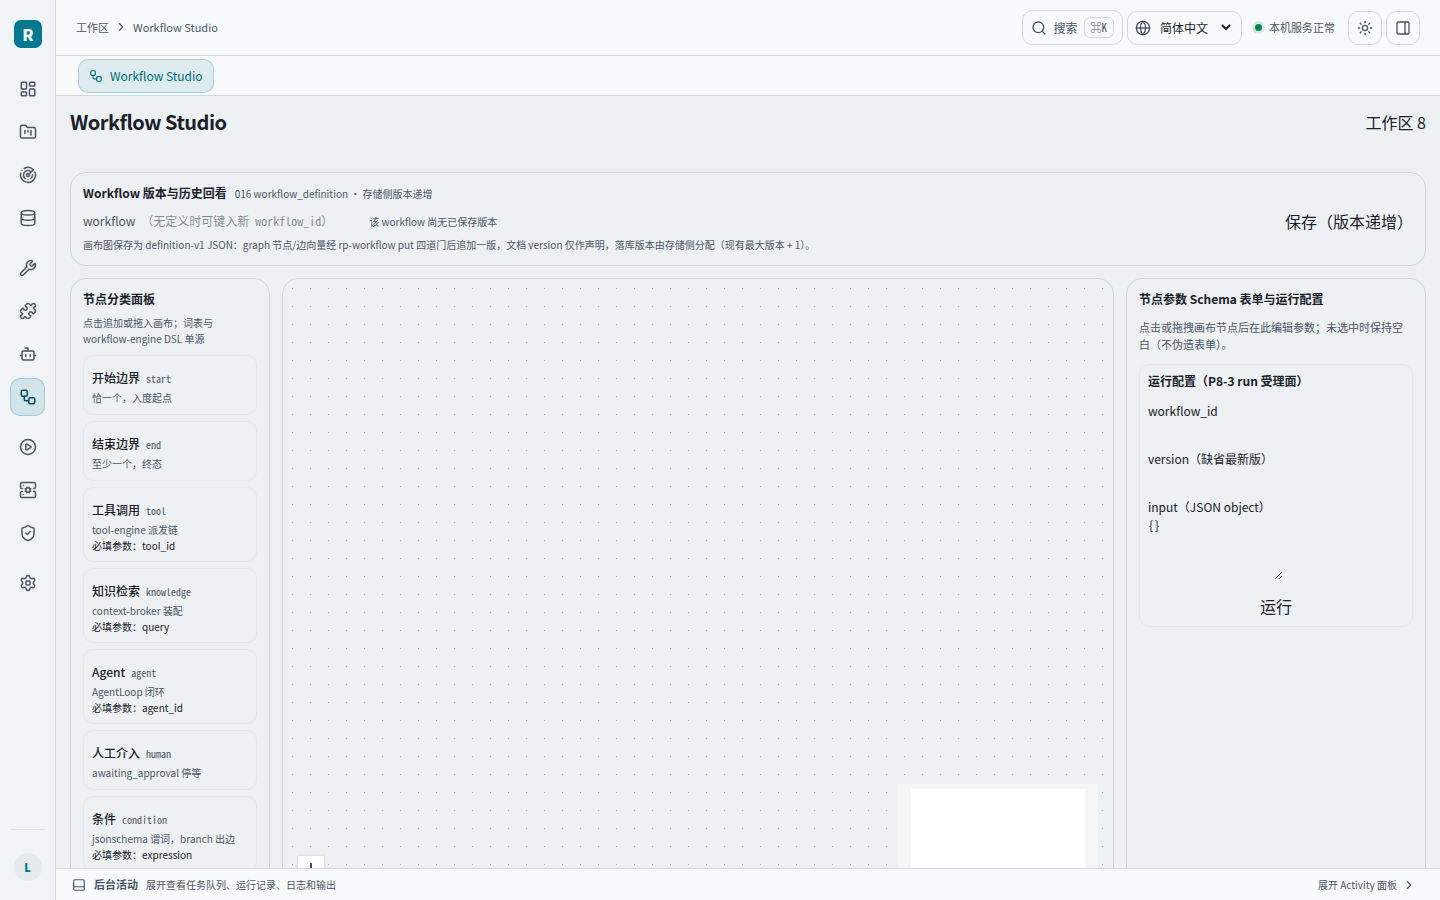 R
工作区 > Workflow Studio
搜索 ⌘K
简体中文
本机服务正常
Workflow Studio
Workflow Studio
工作区 8
Workflow 版本与历史回看 016 workflow_definition · 存储侧版本递增
workflow （无定义时可键入新 workflow_id） 该 workflow 尚无已保存版本
保存（版本递增）
画布图保存为 definition-v1 JSON：graph 节点/边向量经 rp-workflow put 四道门后追加一版，文档 version 仅作声明，落库版本由存储侧分配（现有最大版本 + 1）。
节点分类面板
点击追加或拖入画布；词表与
workflow-engine DSL 单源
开始边界 start
恰一个，入度起点
结束边界 end
至少一个，终态
工具调用 tool
tool-engine 派发链
必填参数：tool_id
知识检索 knowledge
context-broker 装配
必填参数：query
Agent agent
AgentLoop 闭环
必填参数：agent_id
人工介入 human
awaiting_approval 停等
条件 condition
jsonschema 谓词，branch 出边
必填参数：expression
节点参数 Schema 表单与运行配置
点击或拖拽画布节点后在此编辑参数；未选中时保持空
白（不伪造表单）。
运行配置（P8-3 run 受理面）
workflow_id
version（缺省最新版）
input（JSON object）
{}
运行
L
后台活动 展开查看任务队列、运行记录、日志和输出
展开 Activity 面板